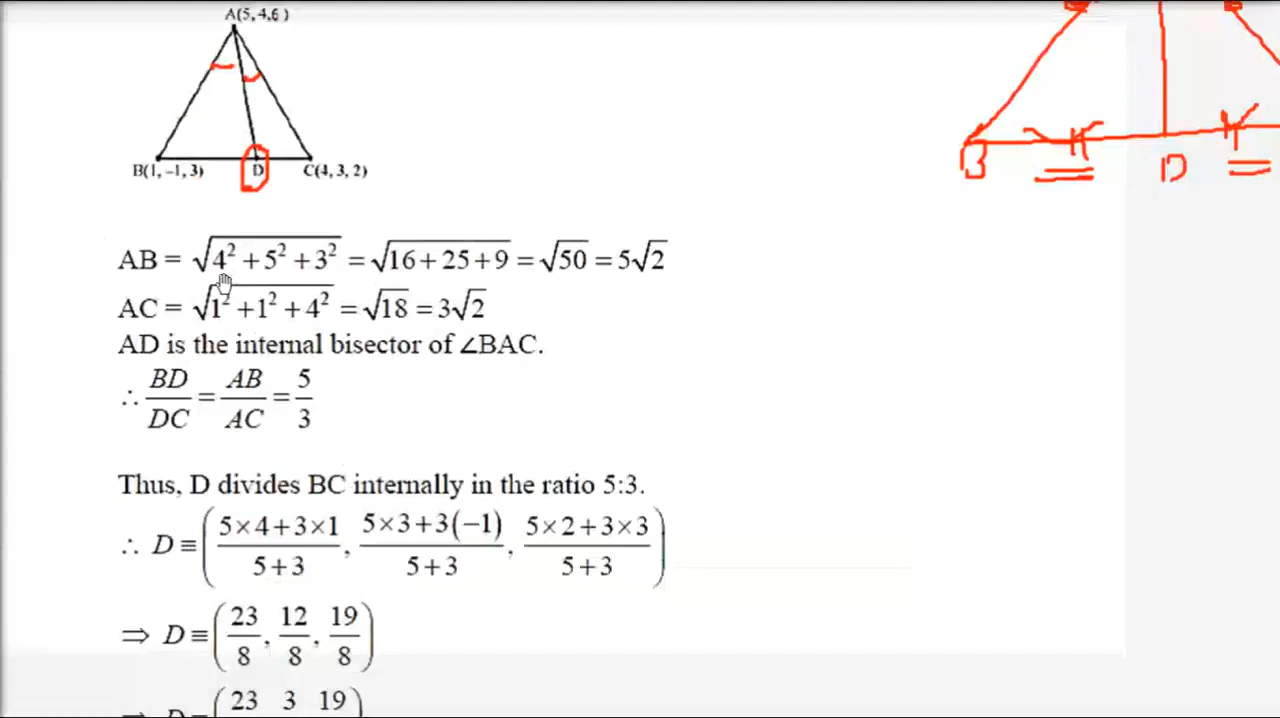 A(5, 4,6 )
B(1, −1, 3) D C(4, 3, 2)
B D
AB = √(4² + 5² + 3²) = √(16 + 25 + 9) = √50 = 5√2
AC = √(1² + 1² + 4²) = √18 = 3√2
AD is the internal bisector of ∠BAC.
∴ BD/DC = AB/AC = 5/3
Thus, D divides BC internally in the ratio 5:3.
∴ D ≡ ((5×4+3×1)/(5+3), (5×3+3(−1))/(5+3), (5×2+3×3)/(5+3))
⇒ D ≡ (23/8, 12/8, 19/8)
23 3 19